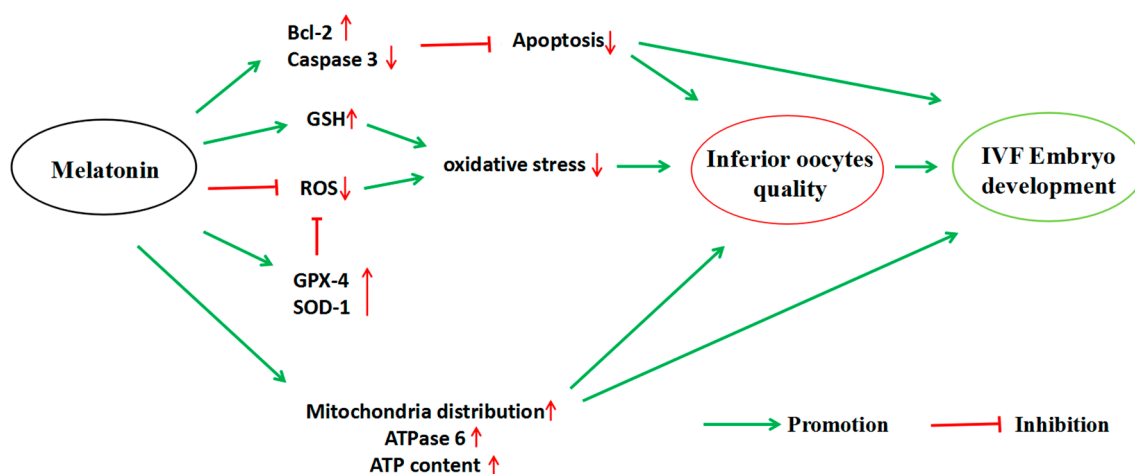 Bcl-2
Caspase 3
Apoptosis
GSH
Melatonin
oxidative stress
ROS
Inferior oocytes
quality
IVF Embryo
development
GPX-4
SOD-1
Mitochondria distribution
ATPase 6
ATP content
Promotion
Inhibition